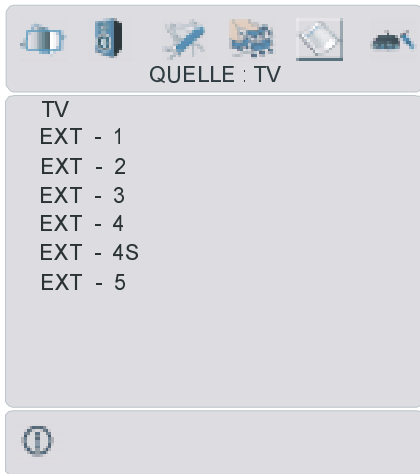 QUELLE : TV
TV
EXT - 1
EXT - 2
EXT - 3
EXT - 4
EXT - 4S
EXT - 5